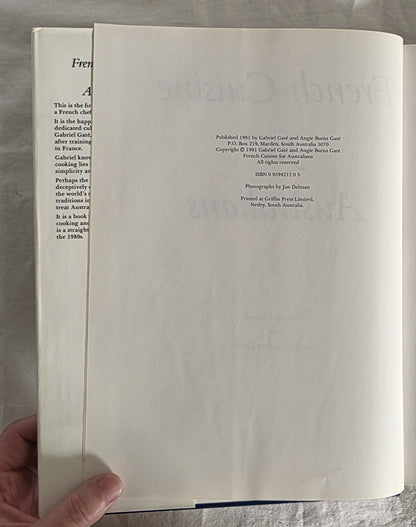 Fren
A
This is the
a French chef
It is the happ
dedicated cul
Gabriel Gaté,
after training
in France.
Gabriel know
cooking lies
simplicity an
Perhaps the
deceptively
the world's
traditions in
treat Austra
It is a book
cooking and
is a straight
the 1980s.
French Cuisine
Australians
Published 1981 by Gabriel Gaté and Angie Burns Gaté
P.O. Box 219, Marden, South Australia 5070
Copyright © 1981 Gabriel Gaté and Angie Burns Gaté
French Cuisine for Australians
All rights reserved
ISBN 0 9594212 0 3
Photographs by Jan Dalman
Printed at Griffin Press Limited,
Netley, South Australia.